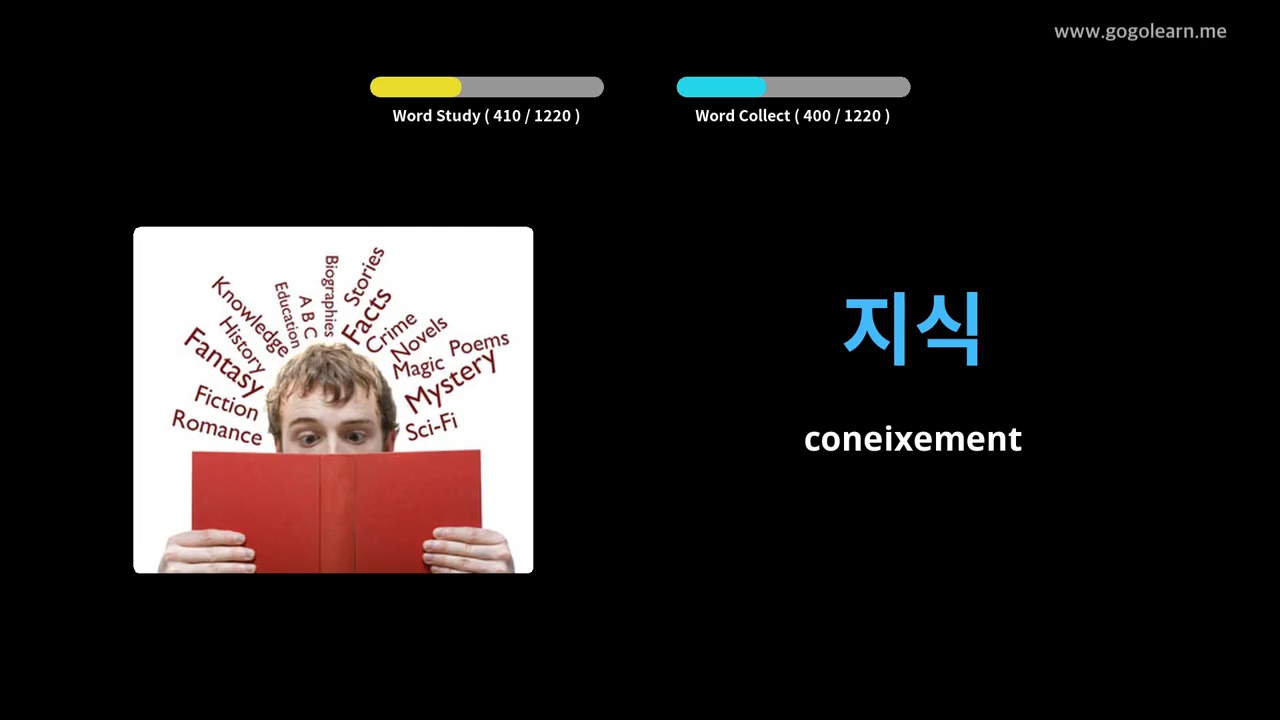 www.gogolearn.me
Word Study ( 410 / 1220 )
Word Collect ( 400 / 1220 )
Knowledge
Education
A B C
Biographies
Stories
Facts
History
Crime
Novels
Poems
Fantasy
Magic
Mystery
Fiction
Romance
Sci-Fi
지식
coneixement